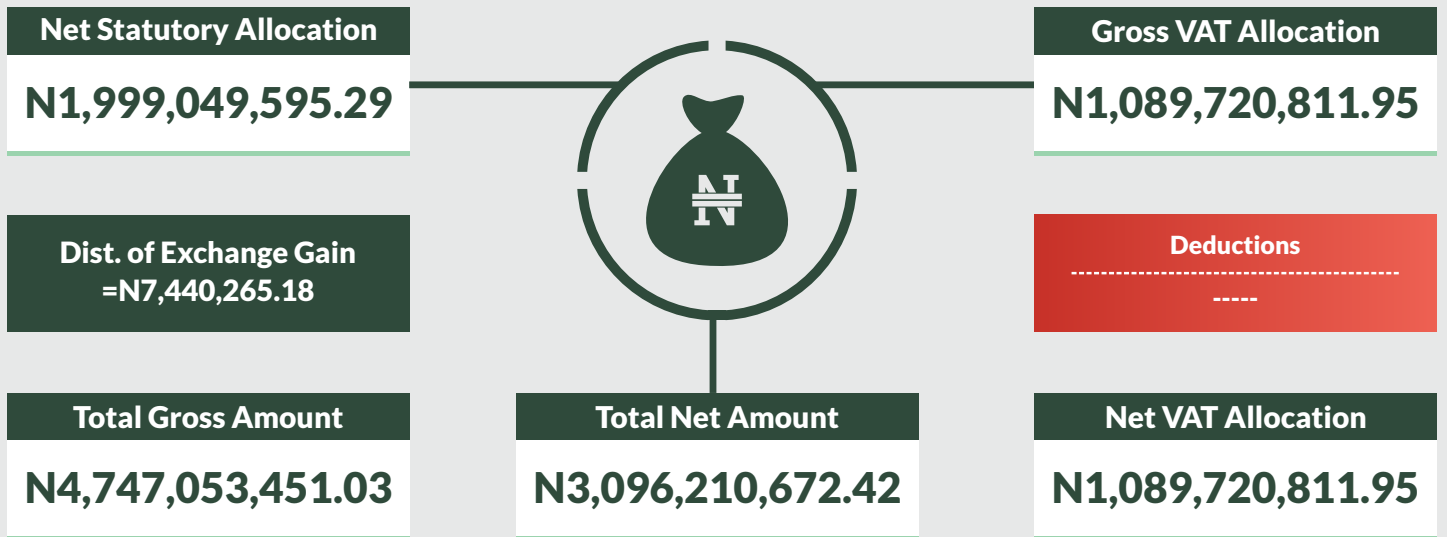 Net Statutory Allocation
N1,999,049,595.29
Gross VAT Allocation
N1,089,720,811.95
₦
Dist. of Exchange Gain
=N7,440,265.18
Deductions
--------------------------------------------
-----
Total Gross Amount
N4,747,053,451.03
Total Net Amount
N3,096,210,672.42
Net VAT Allocation
N1,089,720,811.95